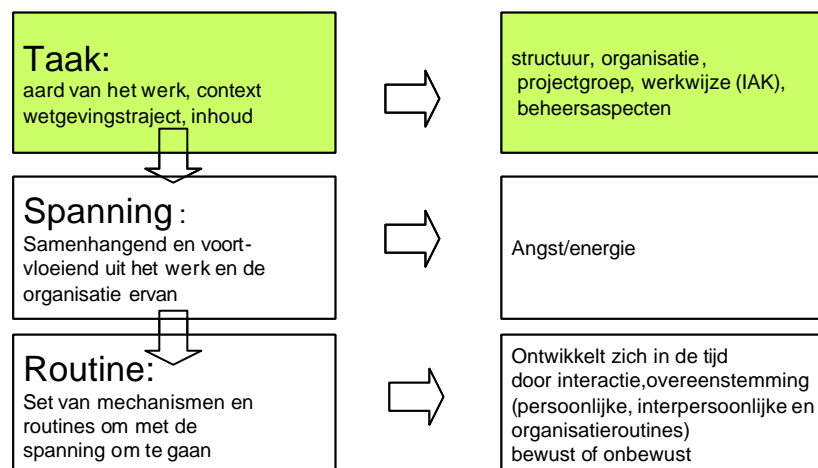 Taak:
aard van het werk, context
wetgevingstraject, inhoud
structuur, organisatie,
projectgroep, werkwijze (IAK),
beheersaspecten
Spanning :
Samenhangend en voort-
vloeiend uit het werk en de
organisatie ervan
Angst/energie
Routine:
Set van mechanismen en
routines om met de
spanning om te gaan
Ontwikkelt zich in de tijd
door interactie,overeenstemming
(persoonlijke, interpersoonlijke en
organisatieroutines)
bewust of onbewust